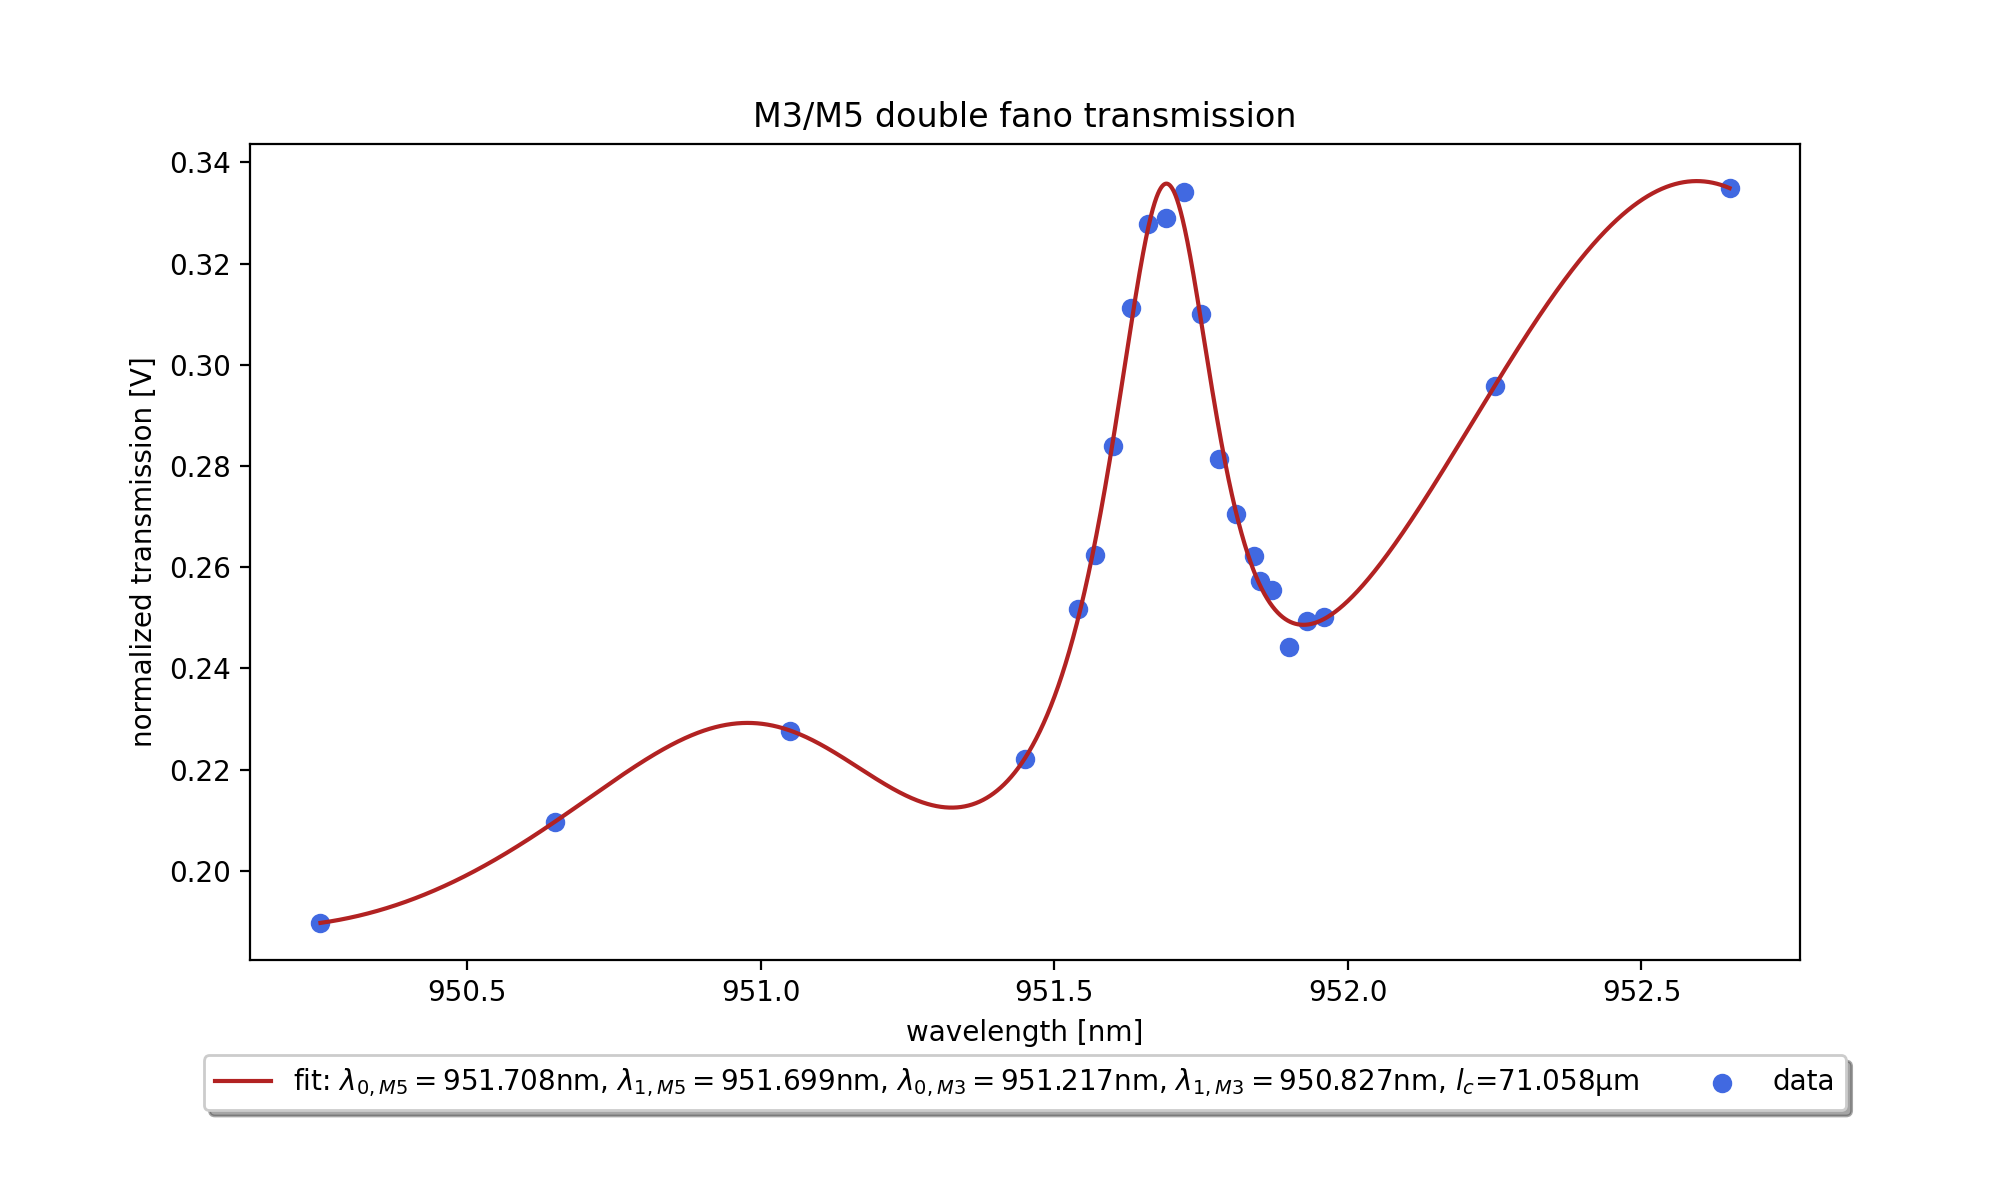 M3/M5 double fano transmission
normalized transmission [V]
0.34
0.32
0.30
0.28
0.26
0.24
0.22
0.20
950.5 951.0 951.5 952.0 952.5
wavelength [nm]
fit: λ₀,M5 = 951.708nm, λ₁,M5 = 951.699nm, λ₀,M3 = 951.217nm, λ₁,M3 = 950.827nm, l_c=71.058μm data